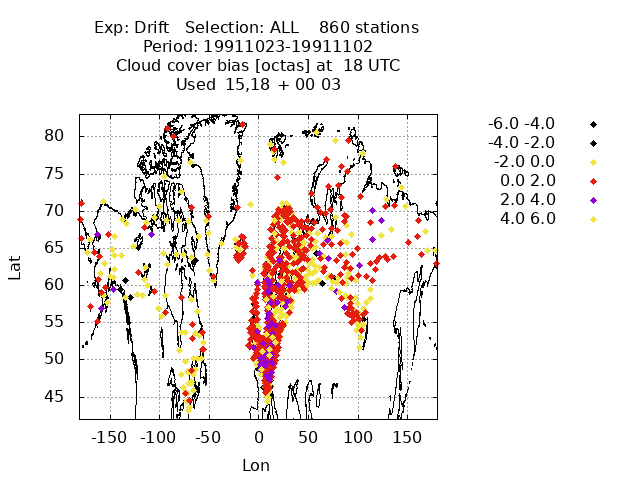 Exp: Drift   Selection: ALL    860 stations
Period: 19911023-19911102
Cloud cover bias [octas] at  18 UTC
Used  15,18  + 00 03
-6.0 -4.0
-4.0 -2.0
-2.0 0.0
0.0 2.0
2.0 4.0
4.0 6.0
80
75
70
65
60
55
50
45
Lat
-150 -100 -50 0 50 100 150
Lon